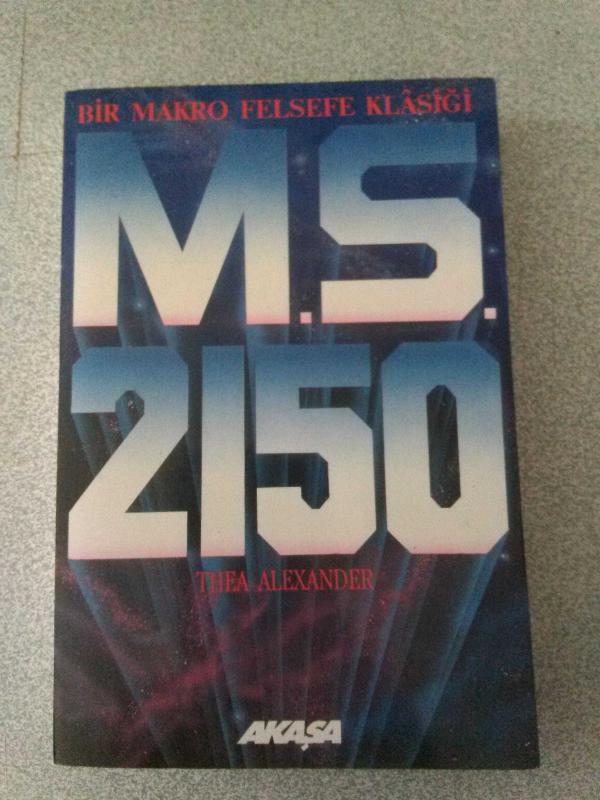 BİR MAKRO FELSEFE KLÂSİĞİ
M.S.
2150
THEA ALEXANDER
AKAŞA